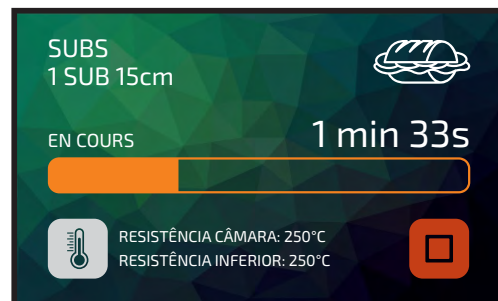 SUBS
1 SUB 15cm
EN COURS
1 min 33s
RESISTÊNCIA CÂMARA: 250°C
RESISTÊNCIA INFERIOR: 250°C